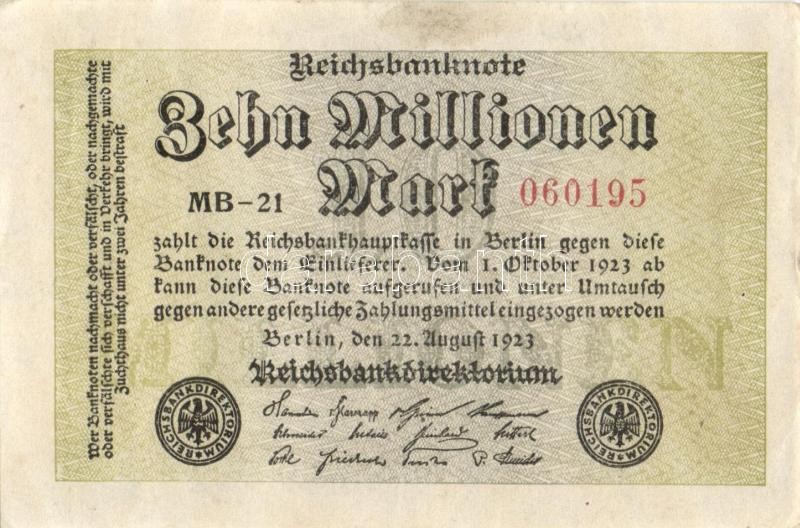 Reichsbanknote
Zehn Millionen
Mark
MB-21
060195
zahlt die Reichsbankhauptkasse in Berlin gegen diese
Banknote dem Einlieferer. Vom 1. Oktober 1923 ab
kann diese Banknote aufgerufen und unter Umtausch
gegen andere gesetzliche Zahlungsmittel eingezogen werden
Berlin, den 22. August 1923
Reichsbankdirektorium
REICHSBANKDIREKTORIUM
REICHSBANKDIREKTORIUM
Wer Banknoten nachmacht oder verfälscht, oder nachgemachte
oder verfälschte sich verschafft und in Verkehr bringt, wird mit
Zuchthaus nicht unter zwei Jahren bestraft